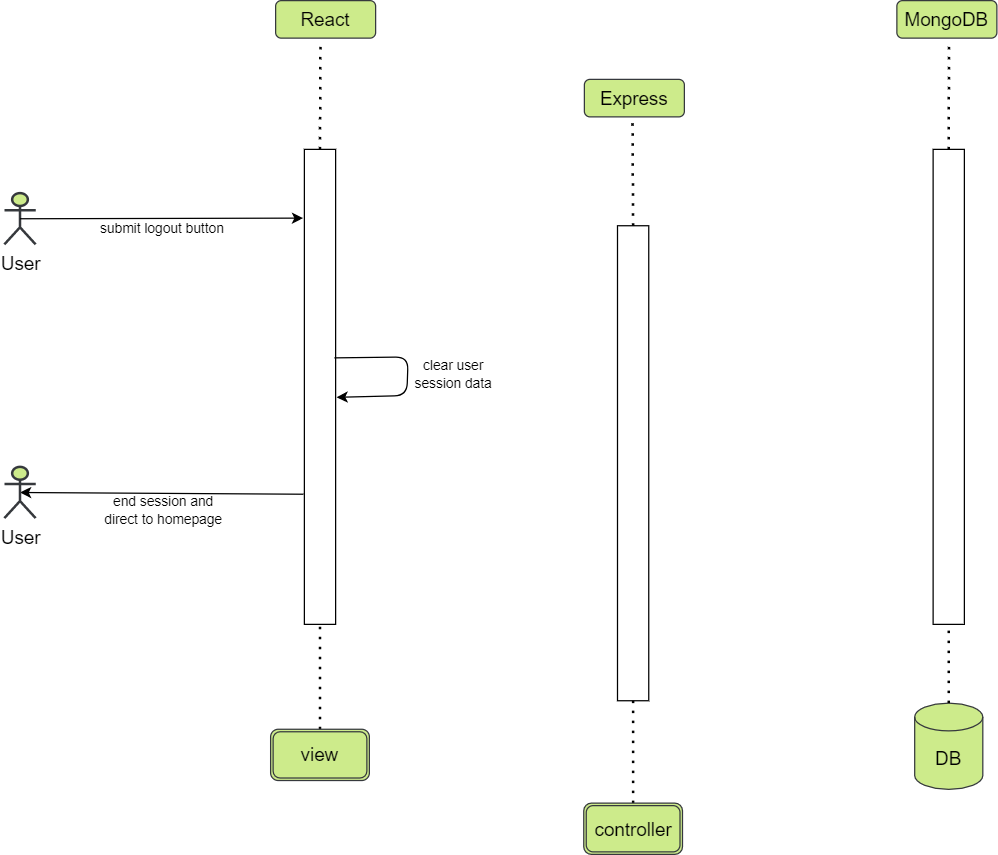 React
MongoDB
Express
submit logout button
User
clear user
session data
end session and
direct to homepage
User
view
DB
controller